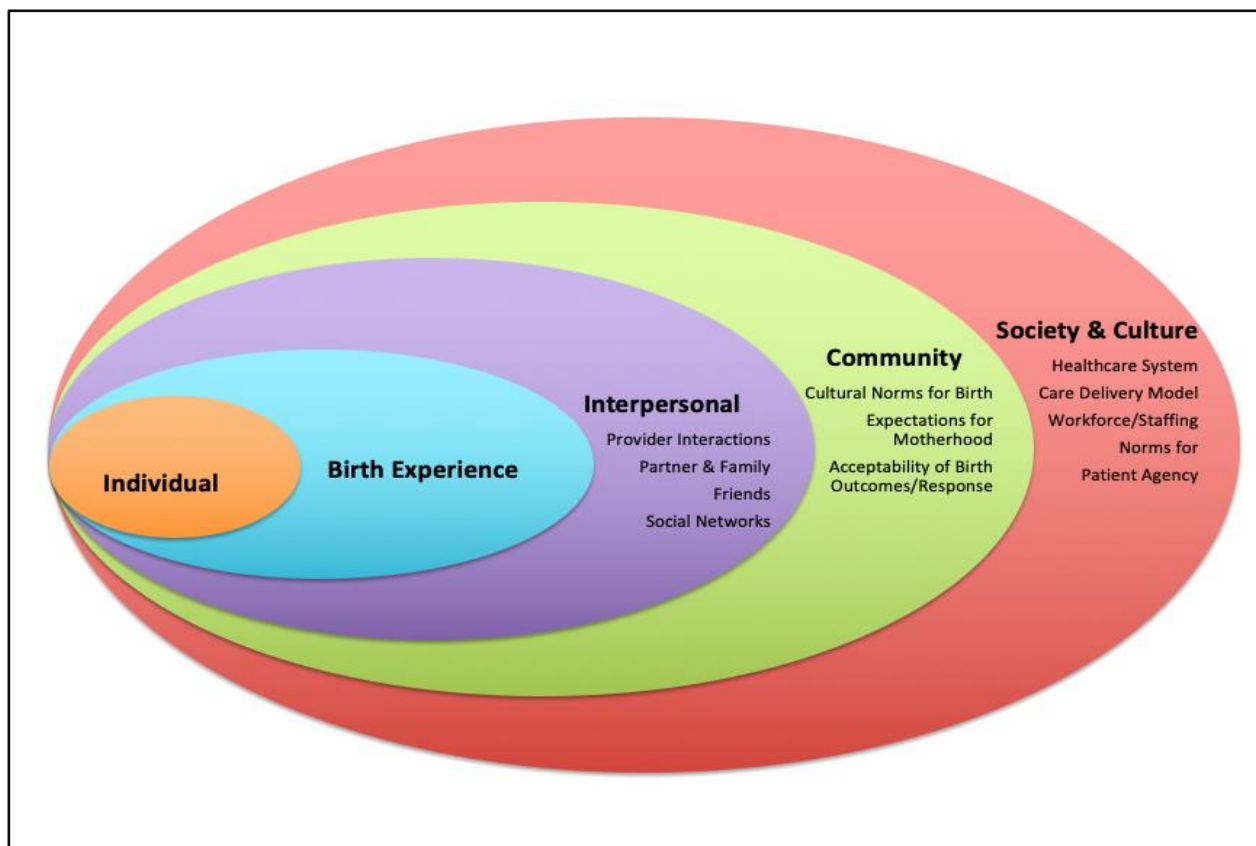 Individual
Birth Experience
Interpersonal
Provider Interactions
Partner & Family
Friends
Social Networks
Community
Cultural Norms for Birth
Expectations for
Motherhood
Acceptability of Birth
Outcomes/Response
Society & Culture
Healthcare System
Care Delivery Model
Workforce/Staffing
Norms for
Patient Agency